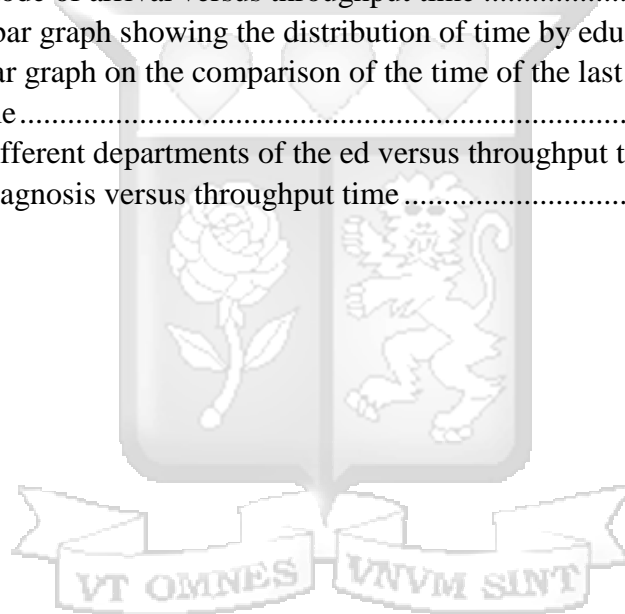 ode of arrival versus throughput time ....................
bar graph showing the distribution of time by edu
ar graph on the comparison of the time of the last
e...............................................................................................
ifferent departments of the ed versus throughput t
agnosis versus throughput time ..............................
VT OMNES VNVM SINT